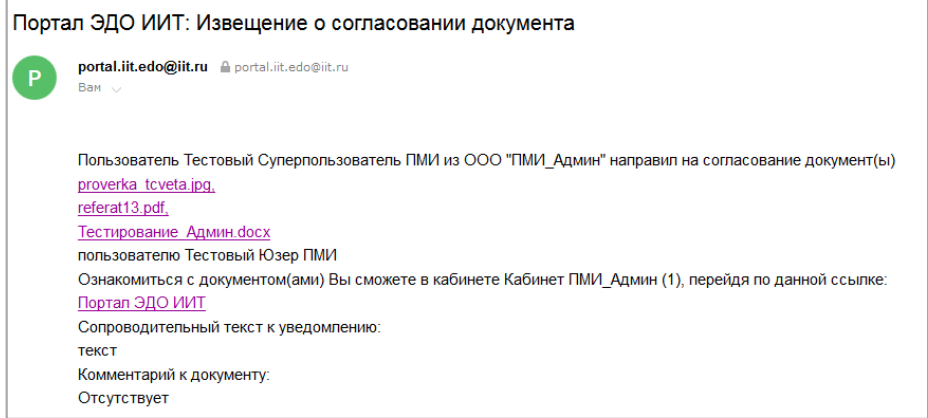 Портал ЭДО ИИТ: Извещение о согласовании документа
P
portal.iit.edo@iit.ru portal.iit.edo@iit.ru
Вам
Пользователь Тестовый Суперпользователь ПМИ из ООО "ПМИ_Админ" направил на согласование документ(ы)
proverka_tcveta.jpg,
referat13.pdf,
Тестирование_Админ.docx
пользователю Тестовый Юзер ПМИ
Ознакомиться с документом(ами) Вы сможете в кабинете Кабинет ПМИ_Админ (1), перейдя по данной ссылке:
Портал ЭДО ИИТ
Сопроводительный текст к уведомлению:
текст
Комментарий к документу:
Отсутствует